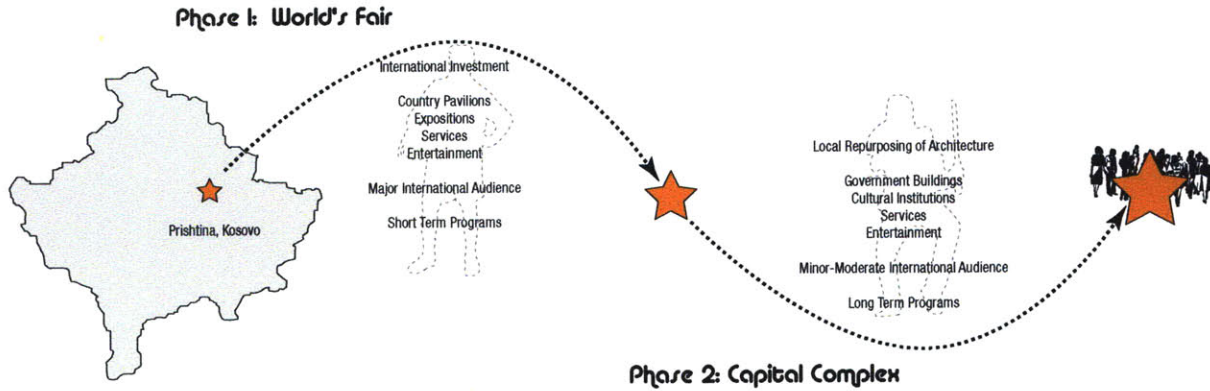 Phase 1: World's Fair
International Investment
Country Pavilions
Expositions
Services
Entertainment
Major International Audience
Short Term Programs
Prishtina, Kosovo
Local Repurposing of Architecture
Government Buildings
Cultural Institutions
Services
Entertainment
Minor-Moderate International Audience
Long Term Programs
Phase 2: Capital Complex